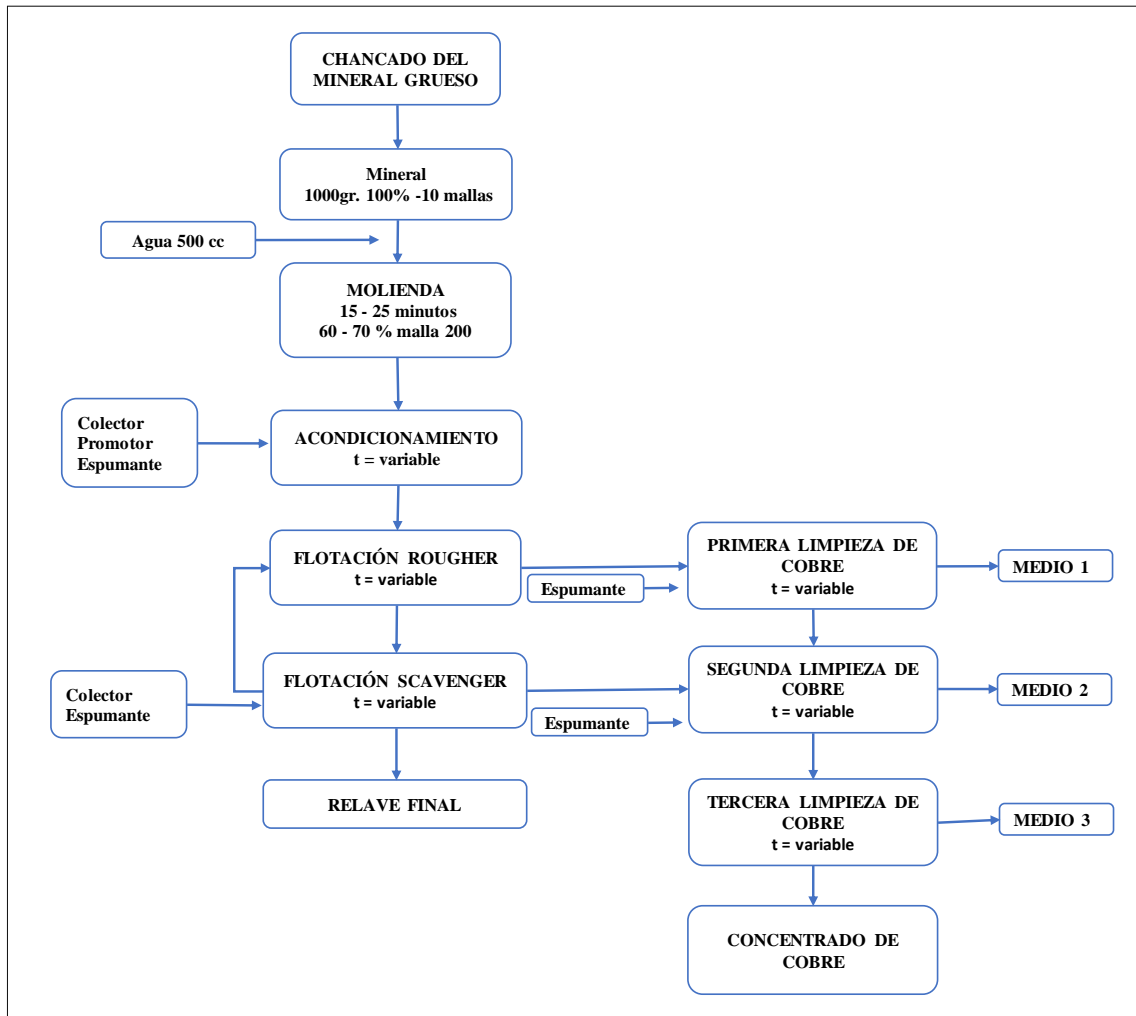 CHANCADO DEL
MINERAL GRUESO
Mineral
1000gr. 100% -10 mallas
Agua 500 cc
MOLIENDA
15 - 25 minutos
60 - 70 % malla 200
Colector
Promotor
Espumante
ACONDICIONAMIENTO
t = variable
FLOTACIÓN ROUGHER
t = variable
PRIMERA LIMPIEZA DE
COBRE
t = variable
MEDIO 1
Espumante
Colector
Espumante
FLOTACIÓN SCAVENGER
t = variable
SEGUNDA LIMPIEZA DE
COBRE
t = variable
MEDIO 2
Espumante
RELAVE FINAL
TERCERA LIMPIEZA DE
COBRE
t = variable
MEDIO 3
CONCENTRADO DE
COBRE